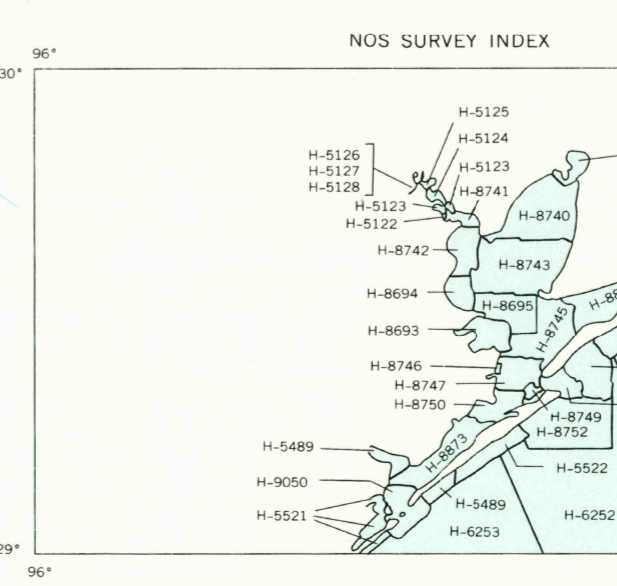 NOS SURVEY INDEX
96°
30°
H-5125
H-5124
H-5126
H-5127
H-5128
H-5123
H-8741
H-5123
H-5122
H-8740
H-8742
H-8743
H-8694
H-8695
H-8693
H-8745
H-8746
H-8747
H-8750
H-8749
H-8752
H-5489
H-8873
H-5522
H-9050
H-5489
H-5521
H-6253
H-6252
29°
96°